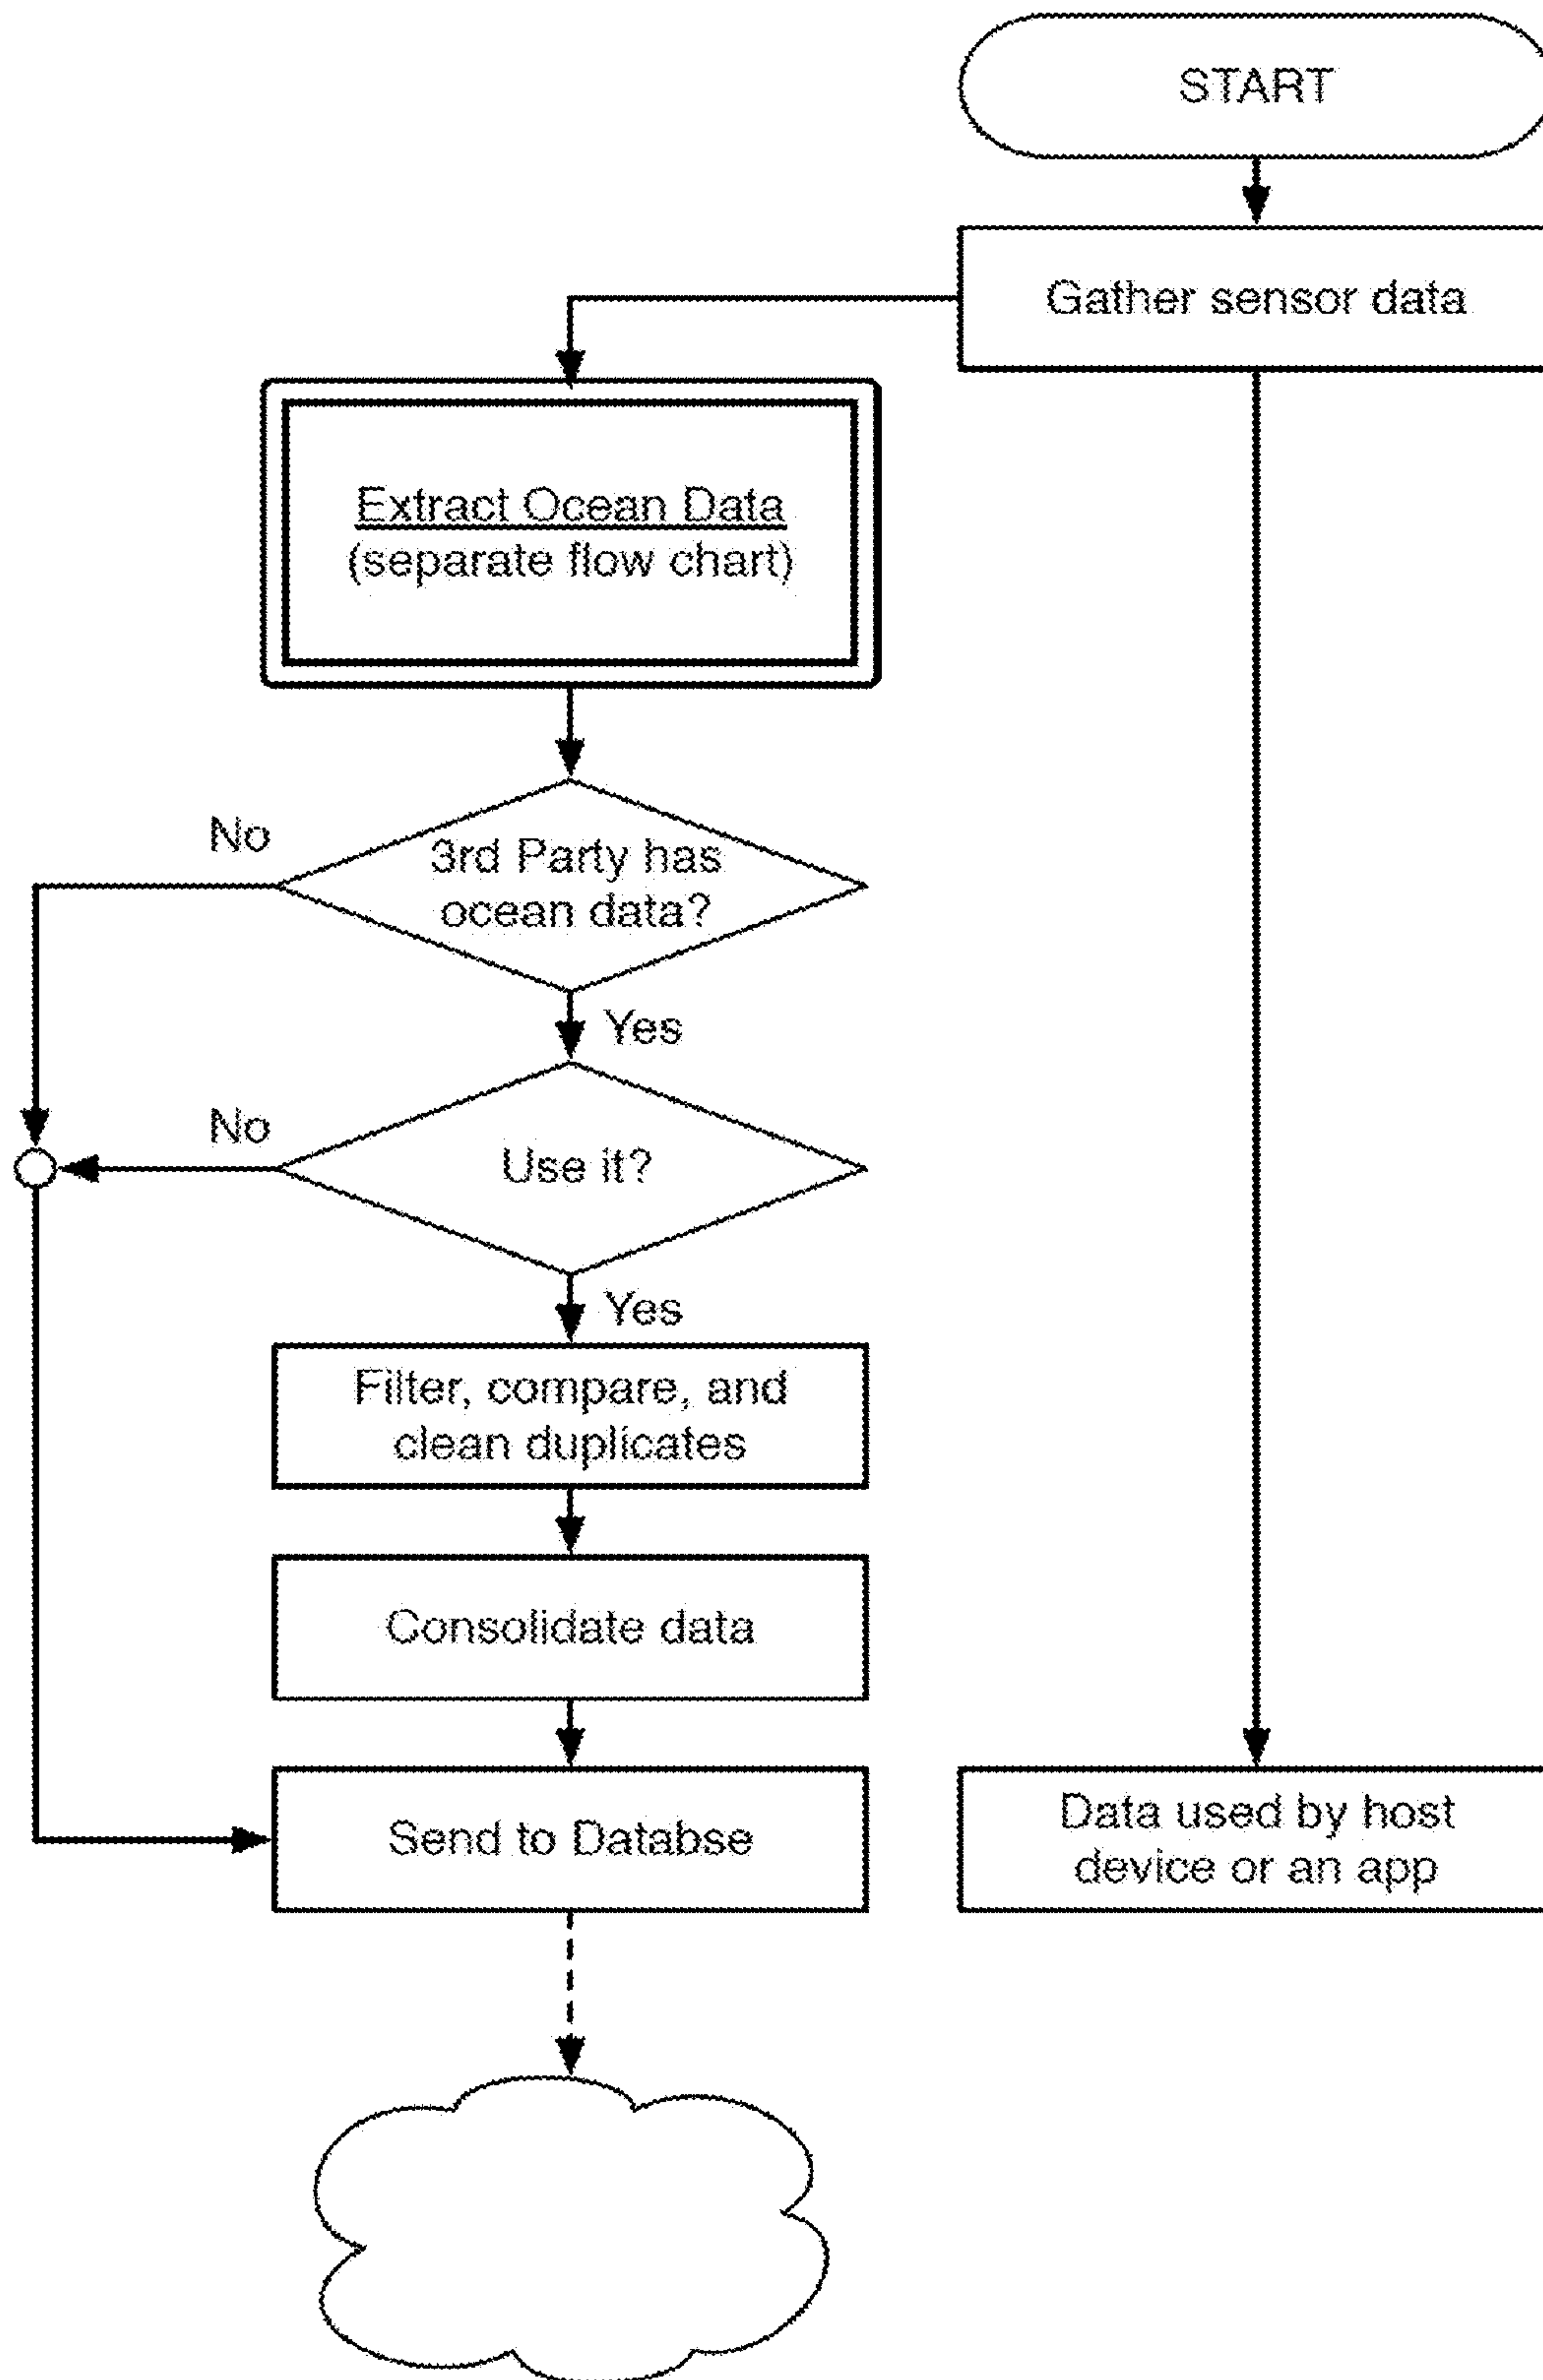 START
Gather sensor data
Extract Ocean Data
(separate flow chart)
No
3rd Party has
ocean data?
Yes
No
Use it?
Yes
Filter, compare, and
clean duplicates
Consolidate data
Send to Databse
Data used by host
device or an app